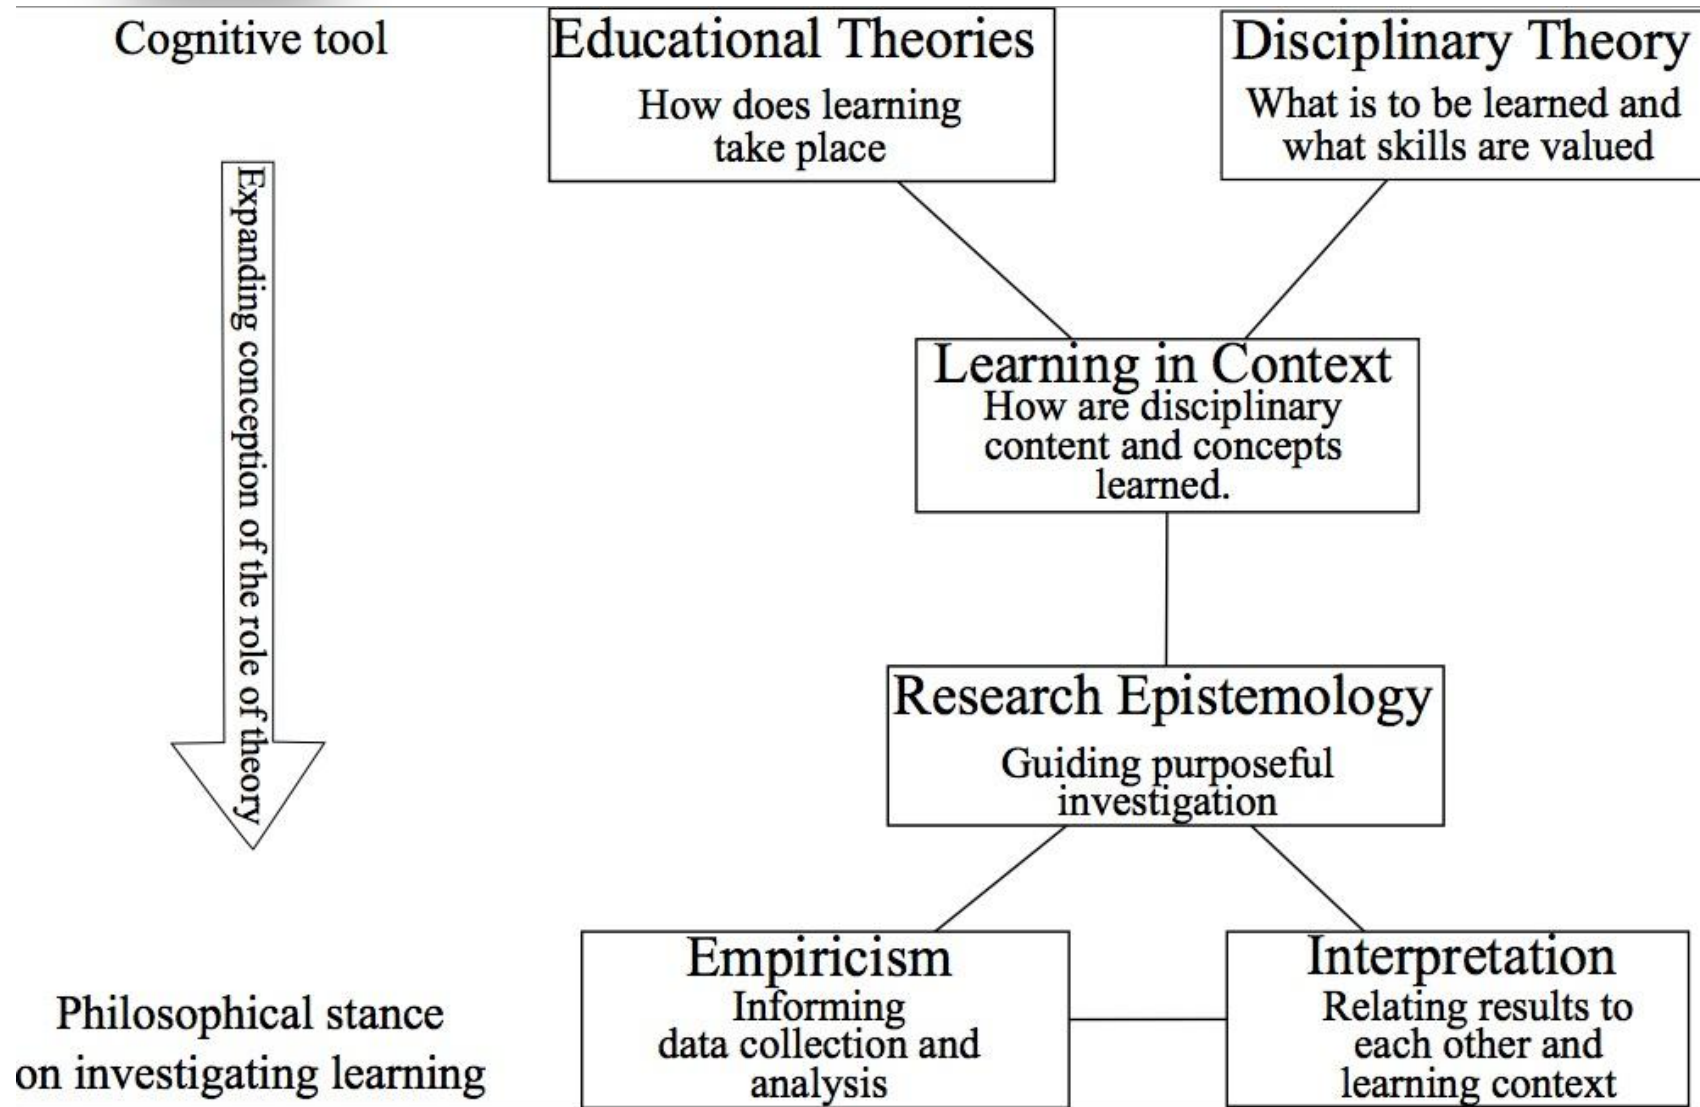 Cognitive tool
Expanding conception of the role of theory
Philosophical stance
on investigating learning
Educational Theories
How does learning
take place
Disciplinary Theory
What is to be learned and
what skills are valued
Learning in Context
How are disciplinary
content and concepts
learned.
Research Epistemology
Guiding purposeful
investigation
Empiricism
Informing
data collection and
analysis
Interpretation
Relating results to
each other and
learning context